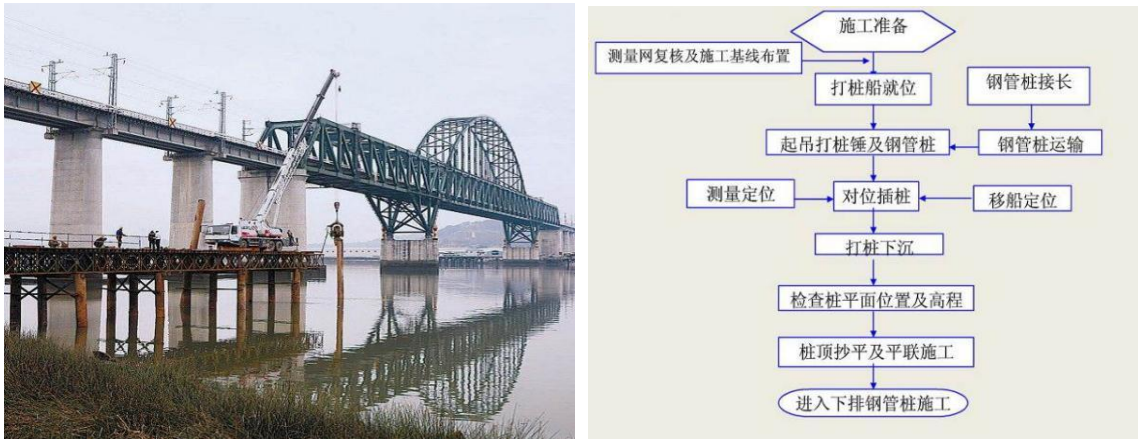 施工准备
测量网复核及施工基线布置
打桩船就位
钢管桩接长
起吊打桩锤及钢管桩
钢管桩运输
测量定位
对位插桩
移船定位
打桩下沉
检查桩平面位置及高程
桩顶抄平及平联施工
进入下排钢管桩施工